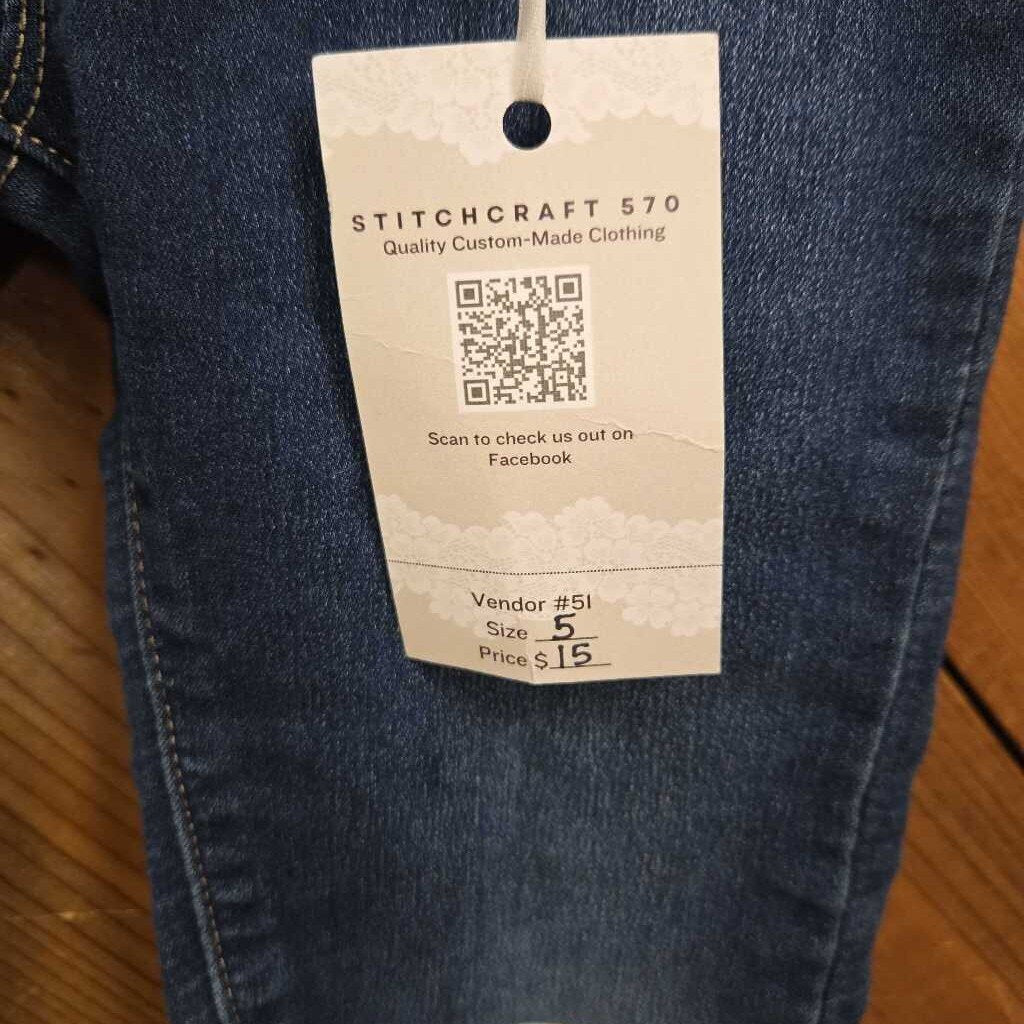 STITCHCRAFT 570
Quality Custom-Made Clothing
Scan to check us out on
Facebook
Vendor #51
Size 5
Price $15